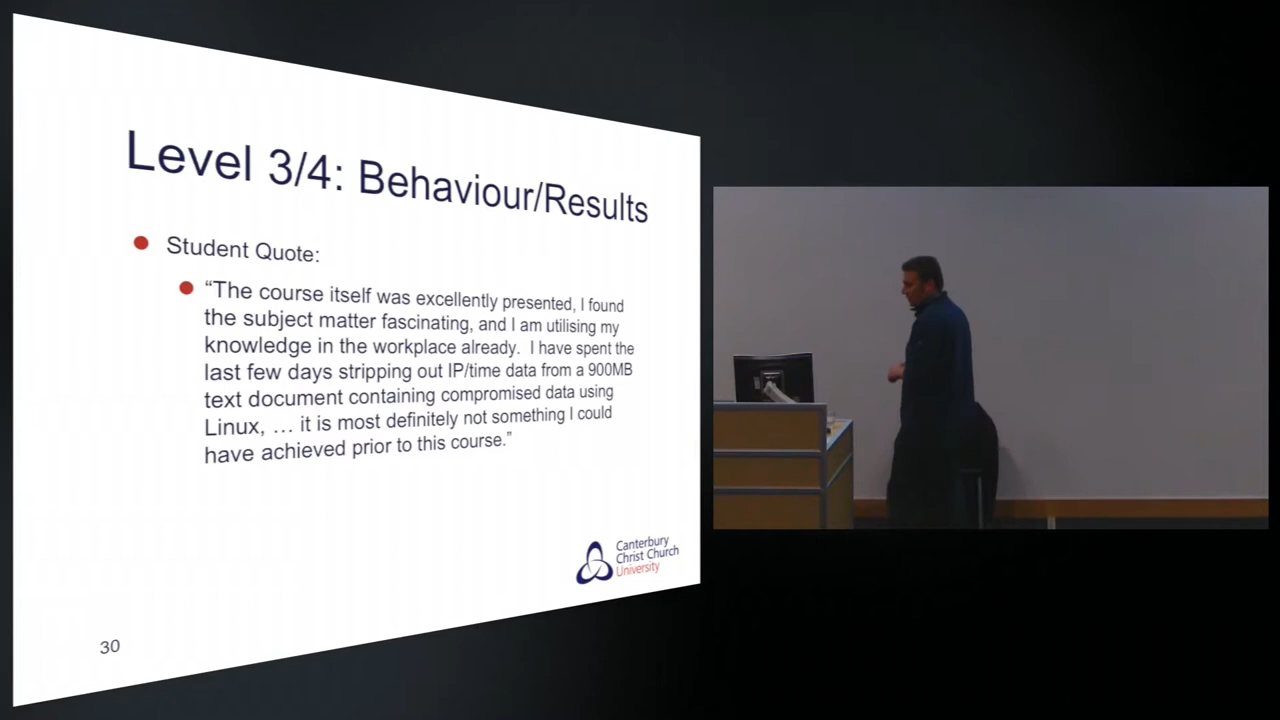 Level 3/4: Behaviour/Results
Student Quote:
“The course itself was excellently presented, I found
the subject matter fascinating, and I am utilising my
knowledge in the workplace already. I have spent the
last few days stripping out IP/time data from a 900MB
text document containing compromised data using
Linux, … it is most definitely not something I could
have achieved prior to this course.”
Canterbury
Christ Church
University
30